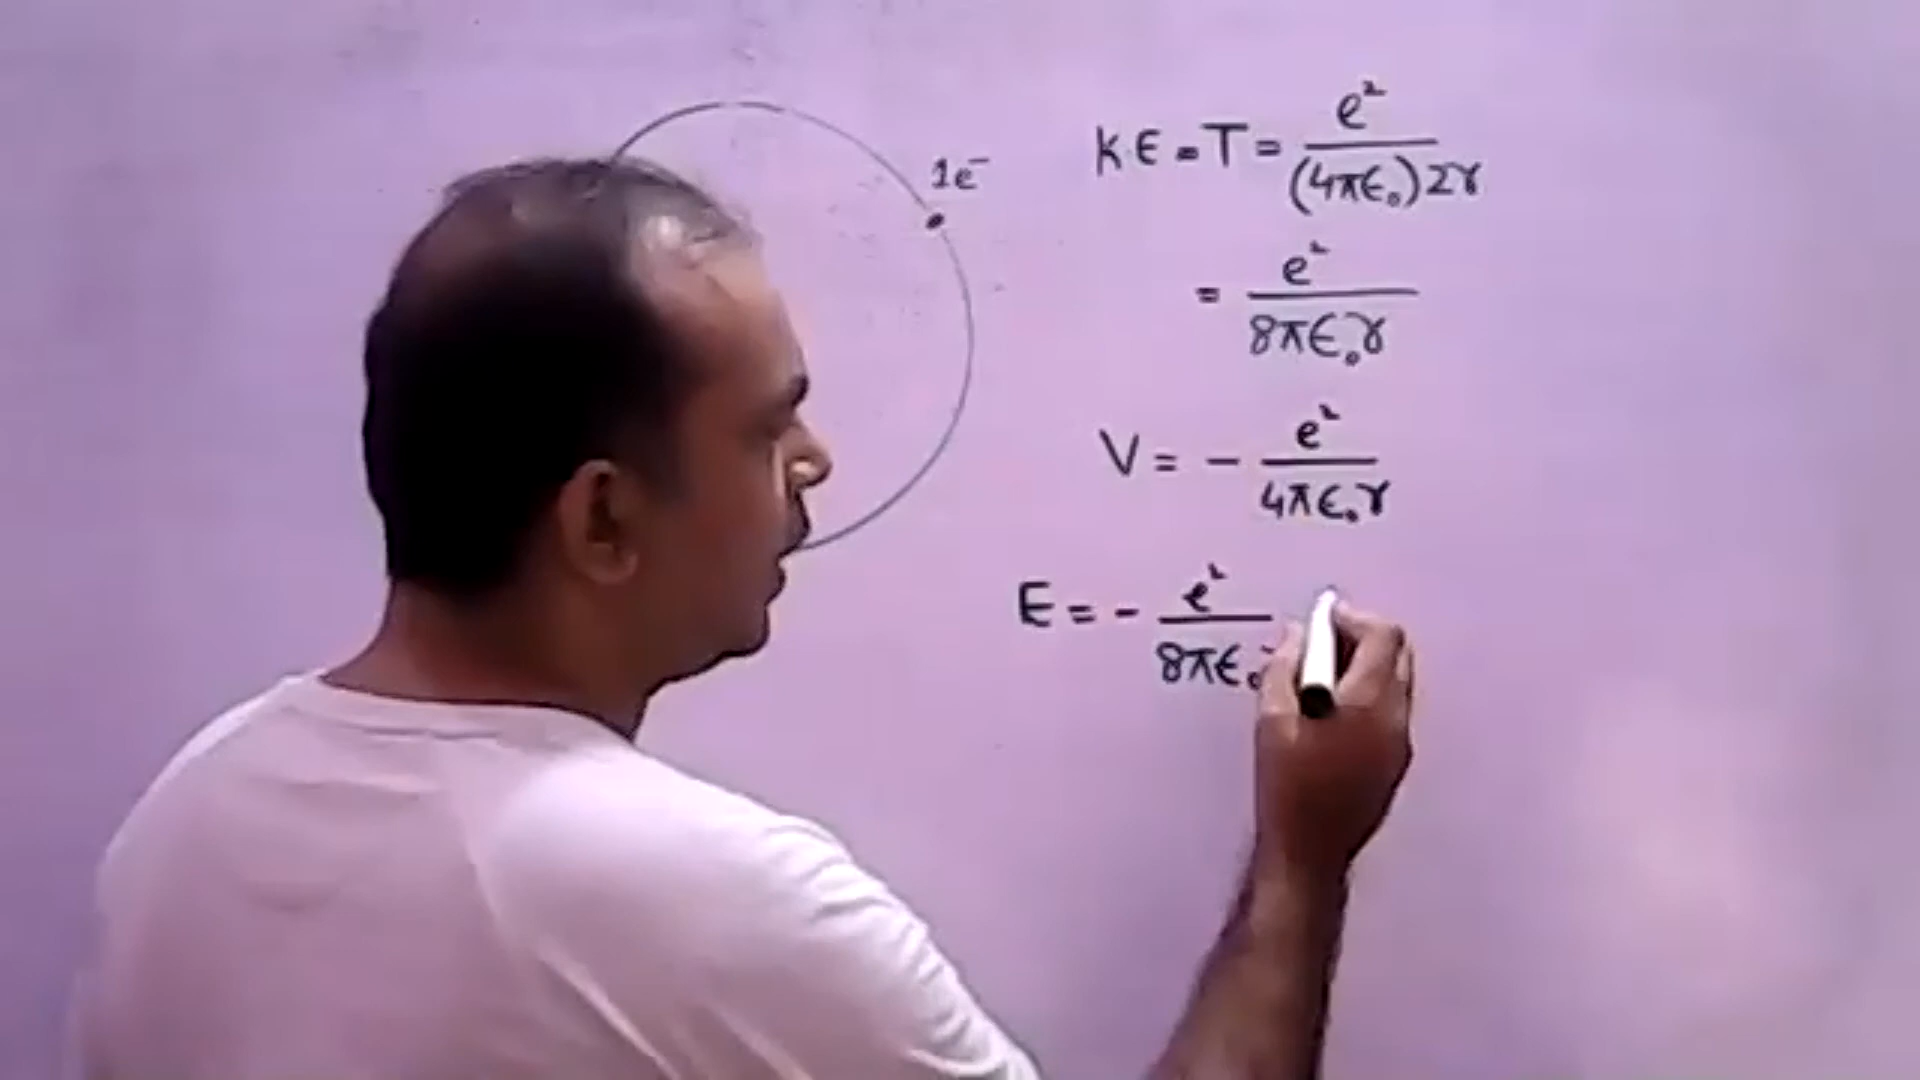 1e⁻
K.E = T = e² / (4πϵ₀)2r
= e² / 8πϵ₀r
V = - e² / 4πϵ₀r
E = - e² / 8πϵ₀